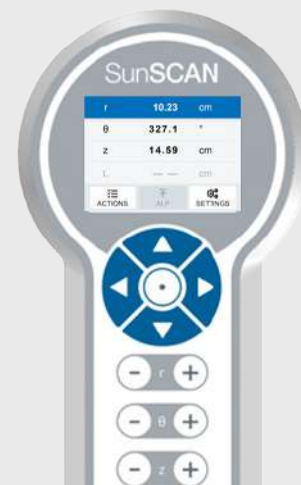 SunSCAN
r 10.23 cm
θ 327.1 °
z 14.59 cm
L --- --- cm
ACTIONS ALP SETTINGS
− r +
− θ +
− z +